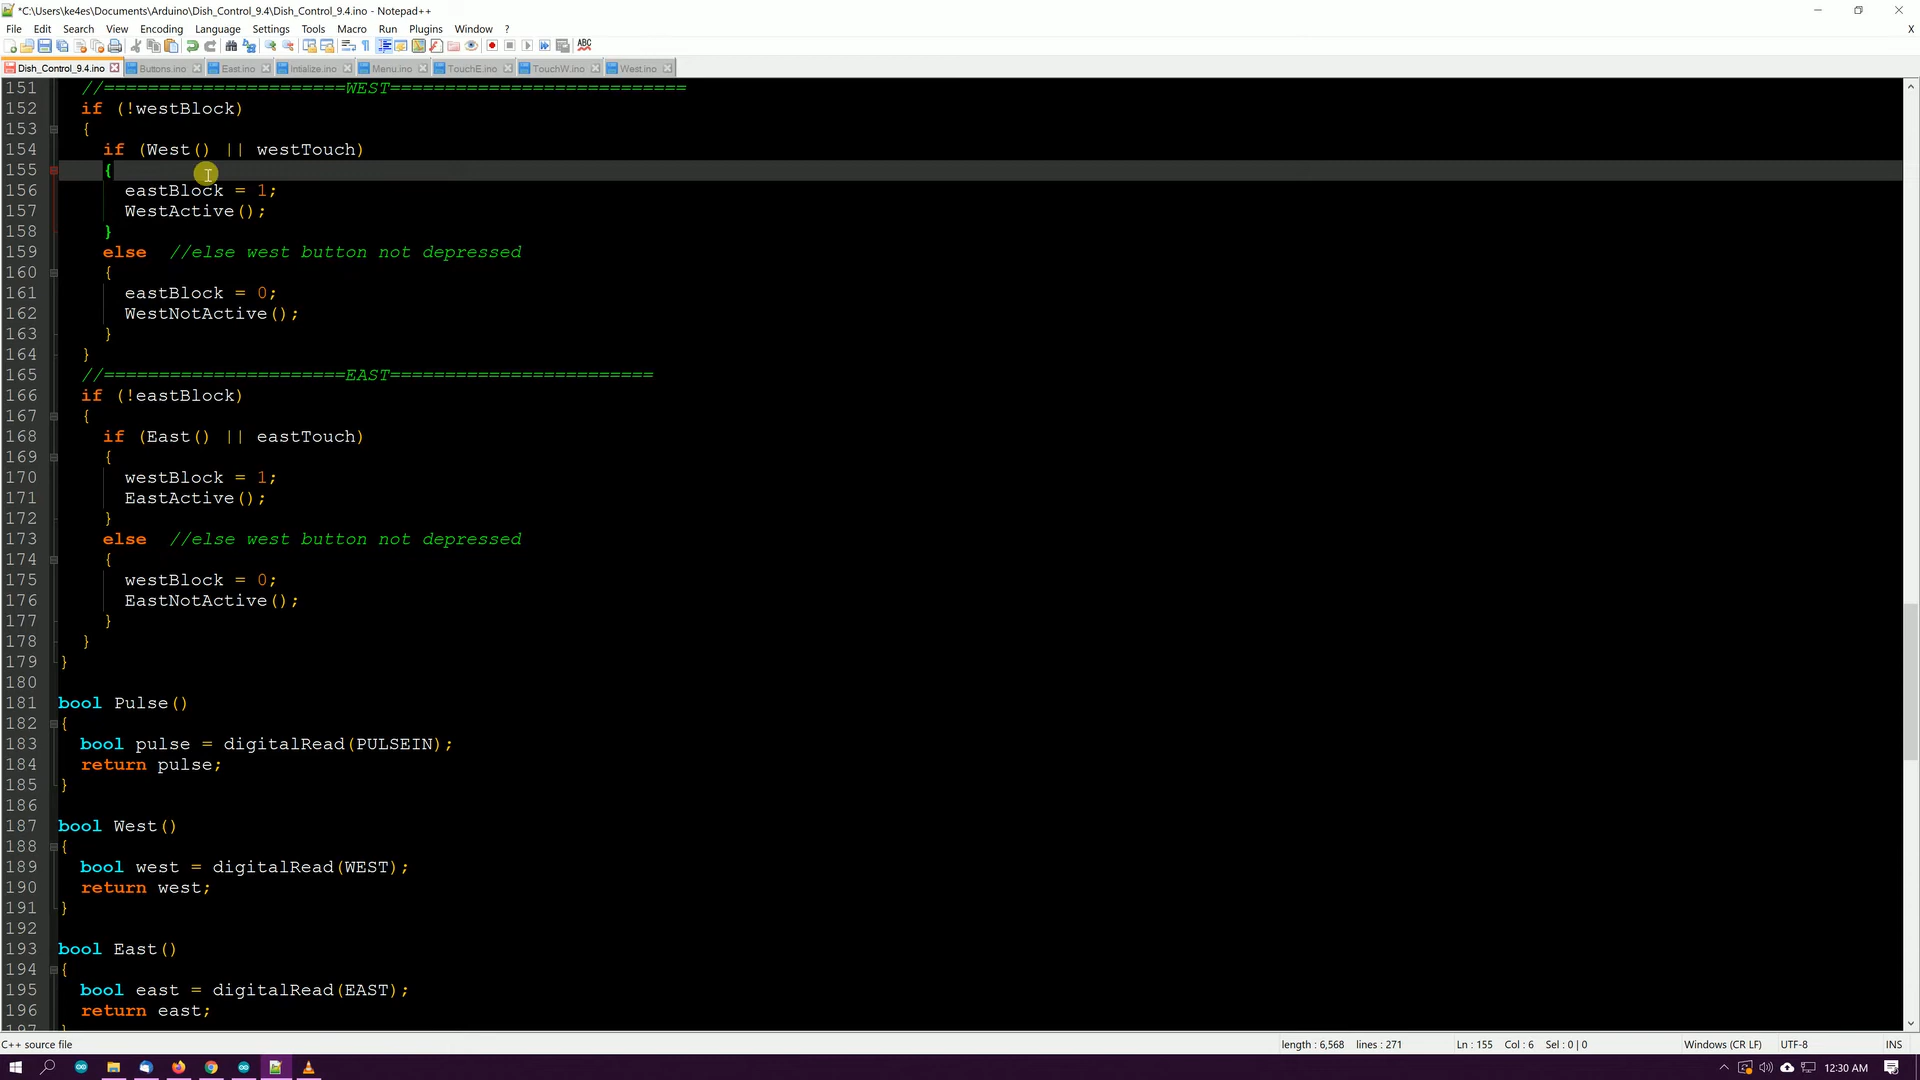 *C:\Users\ke4es\Documents\Arduino\Dish_Control_9.4\Dish_Control_9.4.ino - Notepad++
File Edit Search View Encoding Language Settings Tools Macro Run Plugins Window ? X
ABC
Dish_Control_9.4.ino Buttons.ino East.ino Intialize.ino Menu.ino TouchE.ino TouchW.ino West.ino
151 //======================WEST===========================
152 if (!westBlock)
153 {
154 if (West() || westTouch)
155 {
156 eastBlock = 1;
157 WestActive();
158 }
159 else //else west button not depressed
160 {
161 eastBlock = 0;
162 WestNotActive();
163 }
164 }
165 //======================EAST========================
166 if (!eastBlock)
167 {
168 if (East() || eastTouch)
169 {
170 westBlock = 1;
171 EastActive();
172 }
173 else //else west button not depressed
174 {
175 westBlock = 0;
176 EastNotActive();
177 }
178 }
179 }
180
181 bool Pulse()
182 {
183 bool pulse = digitalRead(PULSEIN);
184 return pulse;
185 }
186
187 bool West()
188 {
189 bool west = digitalRead(WEST);
190 return west;
191 }
192
193 bool East()
194 {
195 bool east = digitalRead(EAST);
196 return east;
197 }
C++ source file length : 6,568 lines : 271 Ln : 155 Col : 6 Sel : 0 | 0 Windows (CR LF) UTF-8 INS
12:30 AM